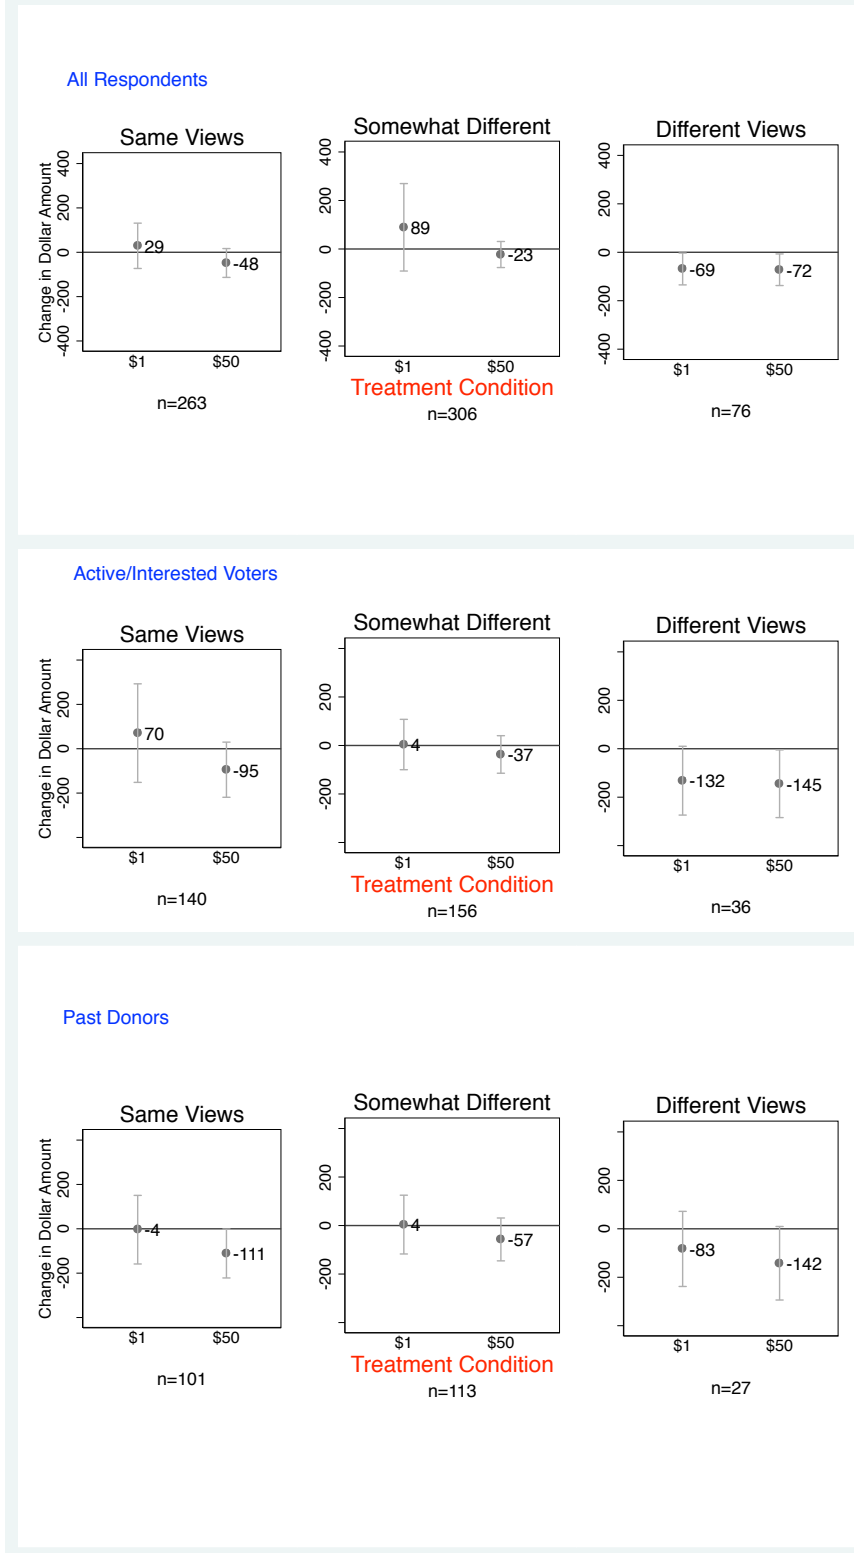 All Respondents
Same Views
Somewhat Different
Different Views
Change in Dollar Amount
400
200
0
-200
-400
29
-48
$1
$50
n=263
400
200
0
-200
-400
89
-23
$1
$50
Treatment Condition
n=306
400
200
0
-200
-400
-69
-72
$1
$50
n=76
Active/Interested Voters
Same Views
Somewhat Different
Different Views
Change in Dollar Amount
200
0
-200
70
-95
$1
$50
n=140
200
0
-200
4
-37
$1
$50
Treatment Condition
n=156
200
0
-200
-132
-145
$1
$50
n=36
Past Donors
Same Views
Somewhat Different
Different Views
Change in Dollar Amount
200
0
-200
-4
-111
$1
$50
n=101
200
0
-200
4
-57
$1
$50
Treatment Condition
n=113
200
0
-200
-83
-142
$1
$50
n=27